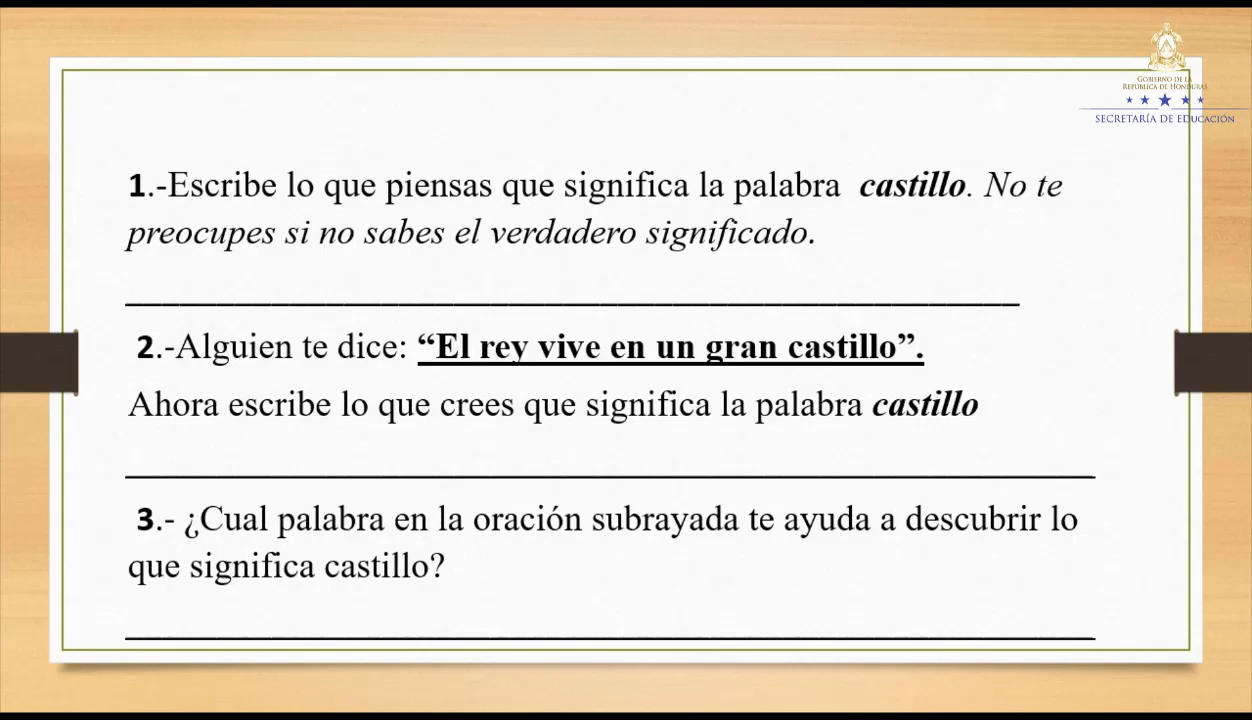 GOBIERNO DE LA
REPÚBLICA DE HONDURAS
SECRETARÍA DE EDUCACIÓN
1.-Escribe lo que piensas que significa la palabra castillo. No te
preocupes si no sabes el verdadero significado.
2.-Alguien te dice: “El rey vive en un gran castillo”.
Ahora escribe lo que crees que significa la palabra castillo
3.- ¿Cual palabra en la oración subrayada te ayuda a descubrir lo
que significa castillo?